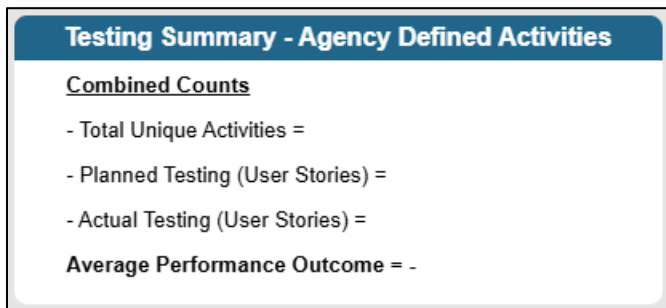 Testing Summary - Agency Defined Activities
Combined Counts
- Total Unique Activities =
- Planned Testing (User Stories) =
- Actual Testing (User Stories) =
Average Performance Outcome = -